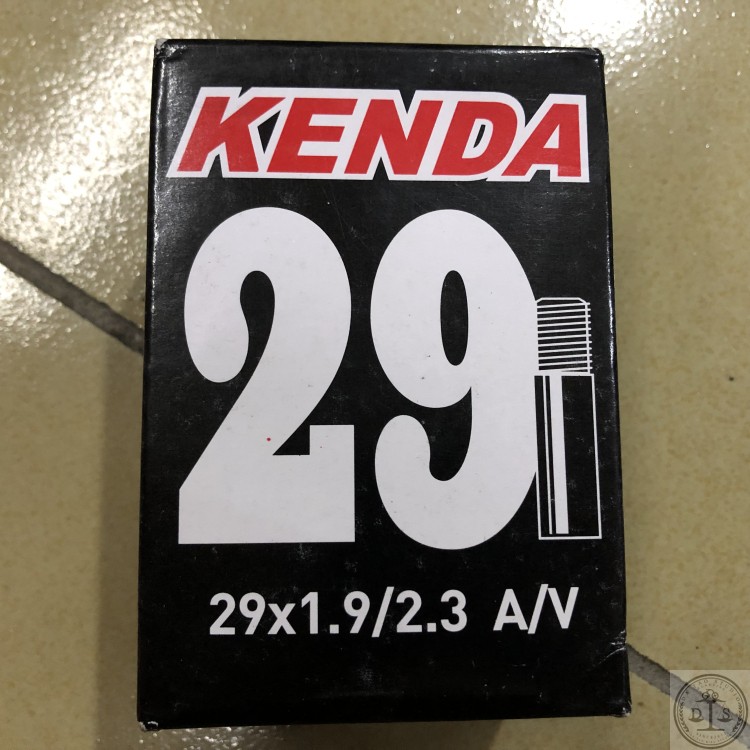 KENDA
29
29x1.9/2.3 A/V
D S